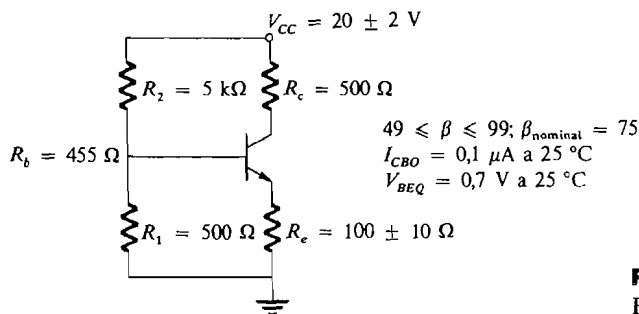 V_CC = 20 ± 2 V
R_2 = 5 kΩ
R_c = 500 Ω
49 ⩽ β ⩽ 99; β_nominal = 75
R_b = 455 Ω
I_CBO = 0,1 μA a 25 °C
V_BEQ = 0,7 V a 25 °C
R_1 = 500 Ω
R_e = 100 ± 10 Ω